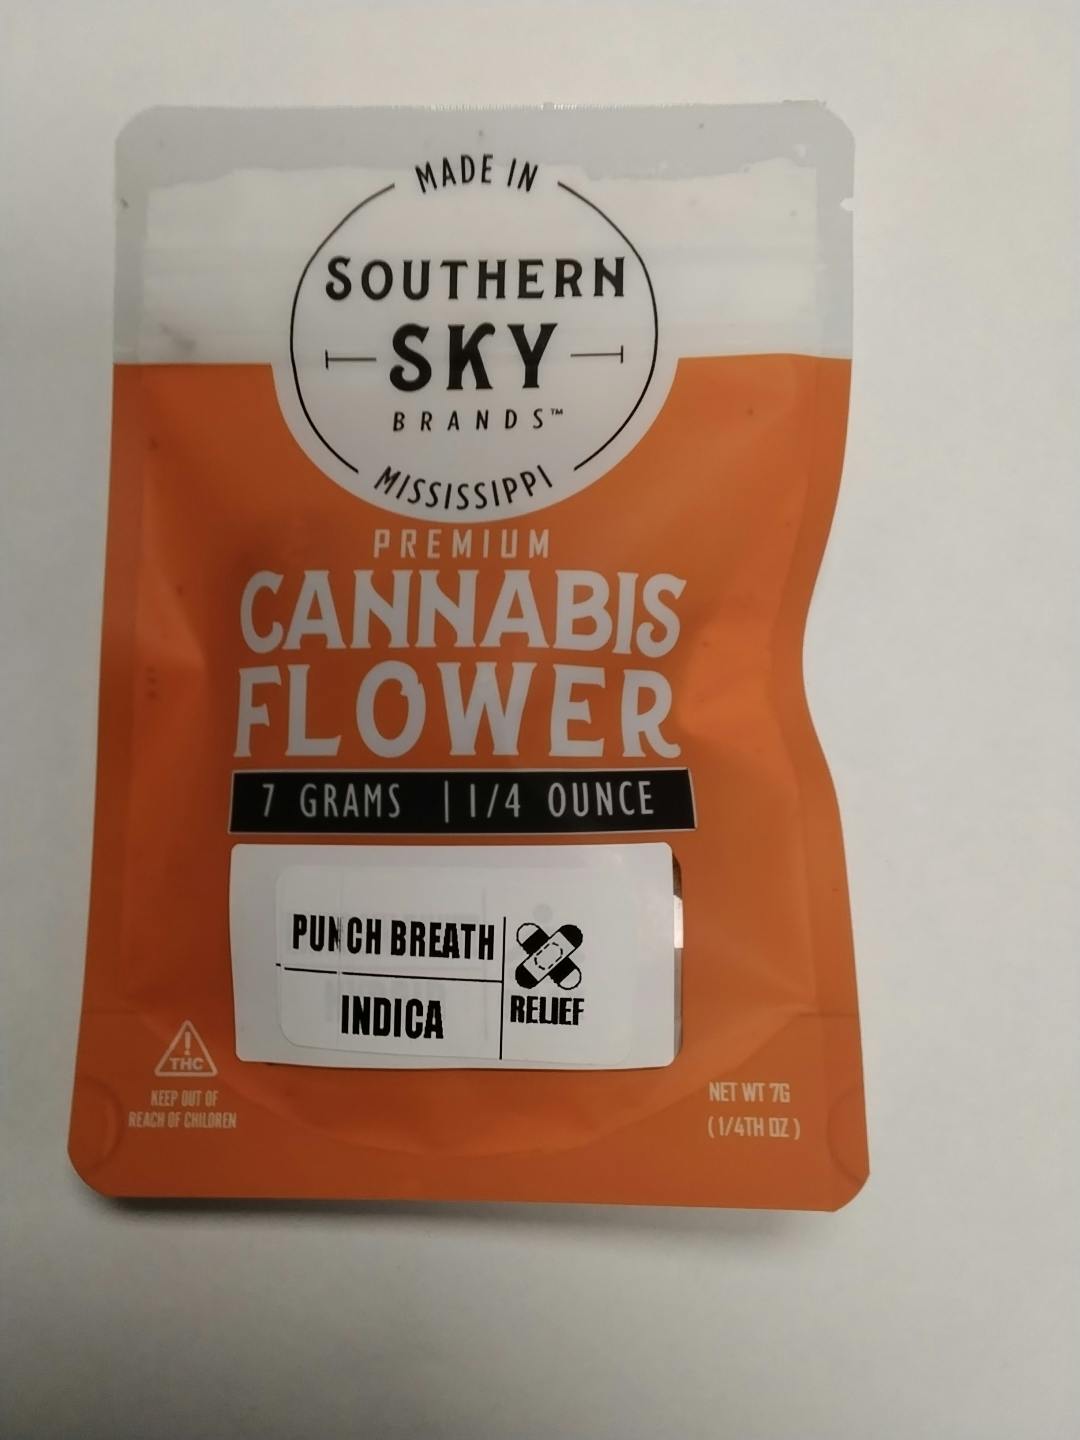 MADE IN
SOUTHERN
SKY
BRANDS™
MISSISSIPPI
PREMIUM
CANNABIS
FLOWER
7 GRAMS | 1/4 OUNCE
PUNCH BREATH
INDICA
RELIEF
THC
KEEP OUT OF
REACH OF CHILDREN
NET WT 7G
(1/4TH OZ)